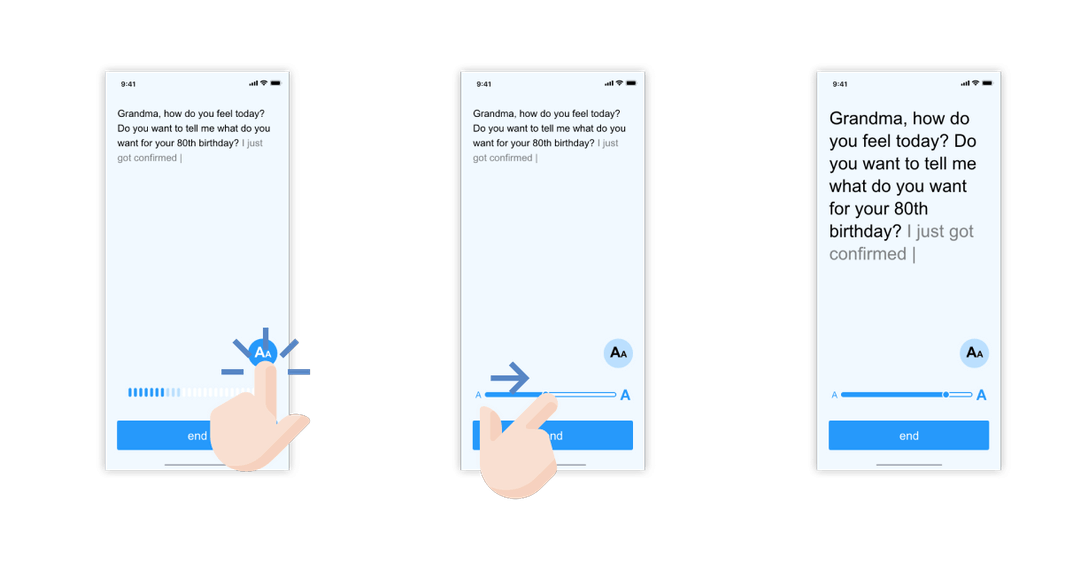 9:41
Grandma, how do you feel today?
Do you want to tell me what do you
want for your 80th birthday? I just
got confirmed |
AA
end
9:41
Grandma, how do you feel today?
Do you want to tell me what do you
want for your 80th birthday? I just
got confirmed |
AA
A A
nd
9:41
Grandma, how do
you feel today? Do
you want to tell me
what do you want
for your 80th
birthday? I just got
confirmed |
AA
A A
end